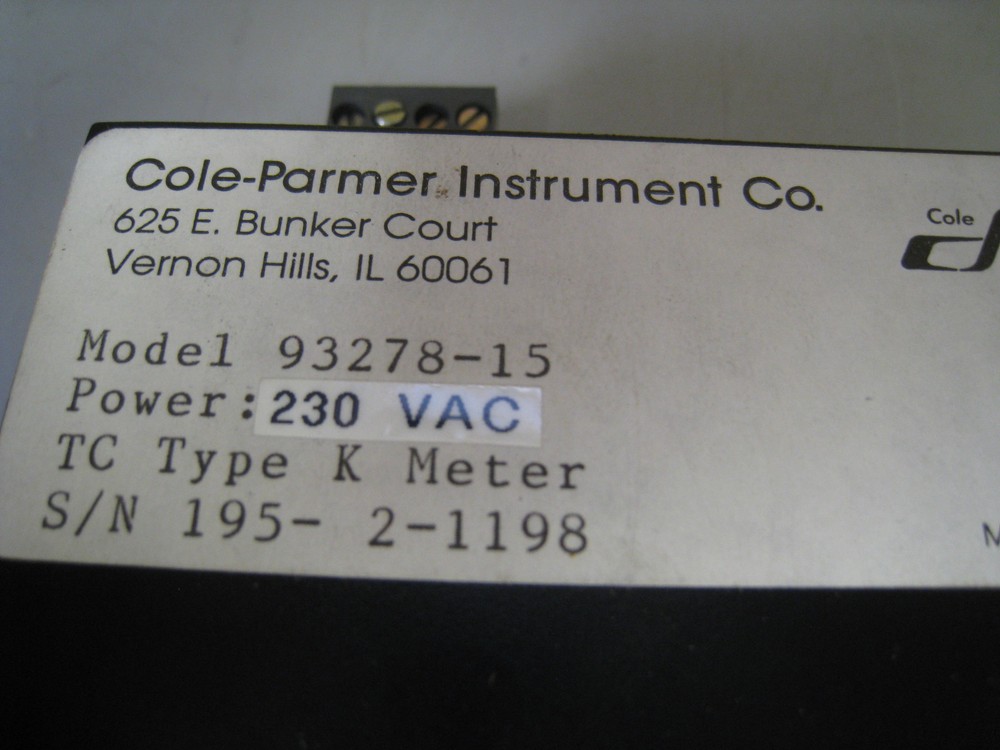 Cole-Parmer Instrument Co.
625 E. Bunker Court
Vernon Hills, IL 60061
Cole
Model 93278-15
Power: 230 VAC
TC Type K Meter
S/N 195- 2-1198
M